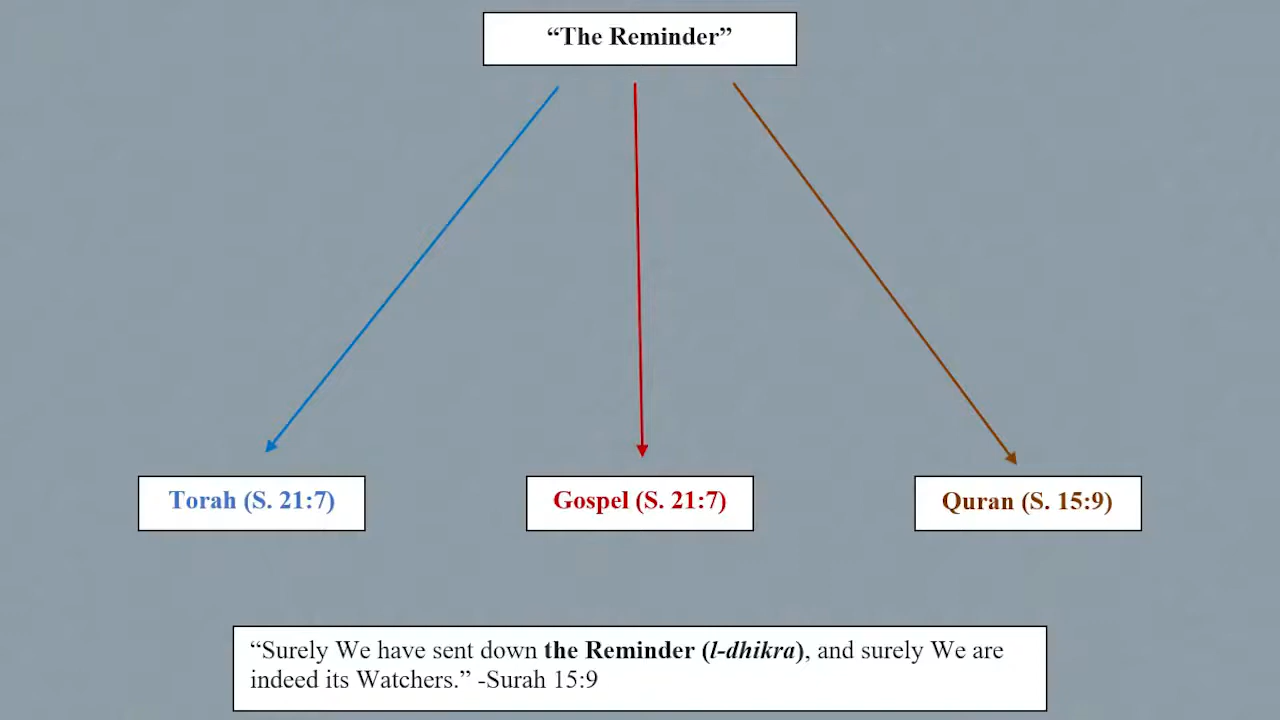 “The Reminder”
Torah (S. 21:7)
Gospel (S. 21:7)
Quran (S. 15:9)
“Surely We have sent down the Reminder (l-dhikra), and surely We are
indeed its Watchers.” -Surah 15:9